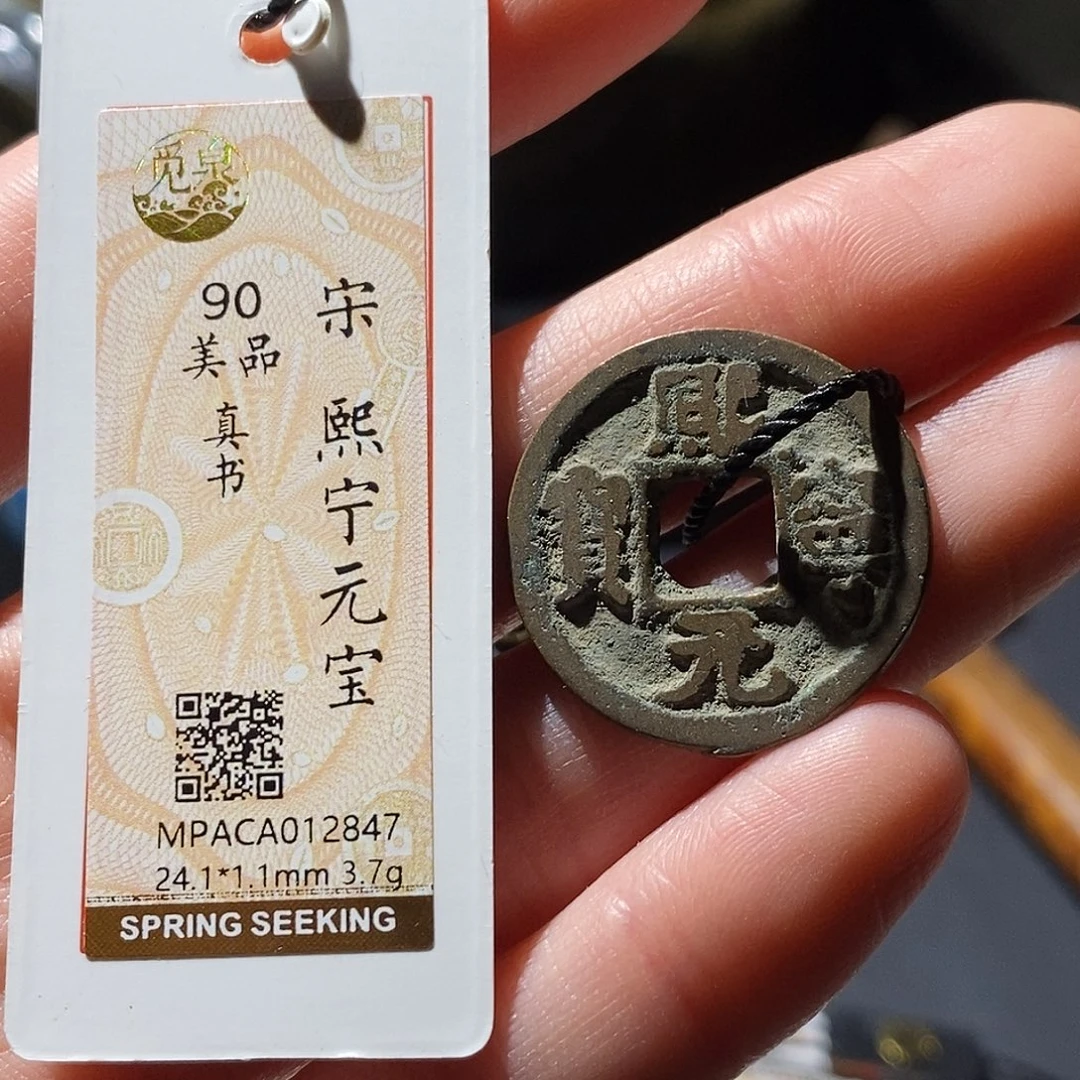 觅泉
宋 熙宁元宝
90
美品
真书
MPACA012847
24.1*1.1mm 3.7g
SPRING SEEKING
熙寧元寶